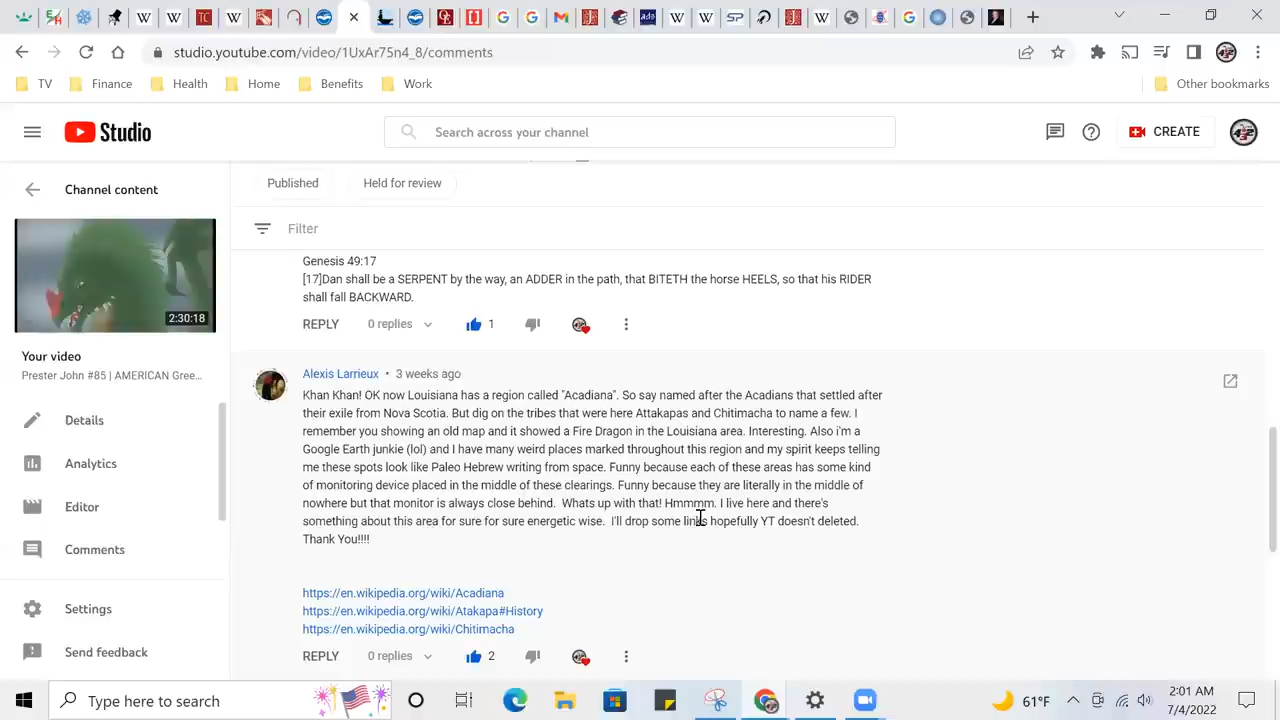 studio.youtube.com/video/1UxAr75n4_8/comments
TV Finance Health Home Benefits Work Other bookmarks
Studio
Search across your channel
CREATE
Channel content
2:30:18
Your video
Prester John #85 | AMERICAN Gree...
Details
Analytics
Editor
Comments
Settings
Send feedback
Published Held for review
Filter
Genesis 49:17
[17]Dan shall be a SERPENT by the way, an ADDER in the path, that BITETH the horse HEELS, so that his RIDER
shall fall BACKWARD.
REPLY 0 replies 1
Alexis Larrieux • 3 weeks ago
Khan Khan! OK now Louisiana has a region called "Acadiana". So say named after the Acadians that settled after
their exile from Nova Scotia. But dig on the tribes that were here Attakapas and Chitimacha to name a few. I
remember you showing an old map and it showed a Fire Dragon in the Louisiana area. Interesting. Also i'm a
Google Earth junkie (lol) and I have many weird places marked throughout this region and my spirit keeps telling
me these spots look like Paleo Hebrew writing from space. Funny because each of these areas has some kind
of monitoring device placed in the middle of these clearings. Funny because they are literally in the middle of
nowhere but that monitor is always close behind. Whats up with that! Hmmmm. I live here and there's
something about this area for sure for sure energetic wise. I'll drop some links hopefully YT doesn't deleted.
Thank You!!!!
https://en.wikipedia.org/wiki/Acadiana
https://en.wikipedia.org/wiki/Atakapa#History
https://en.wikipedia.org/wiki/Chitimacha
REPLY 0 replies 2
Type here to search
61°F
2:01 AM
7/4/2022